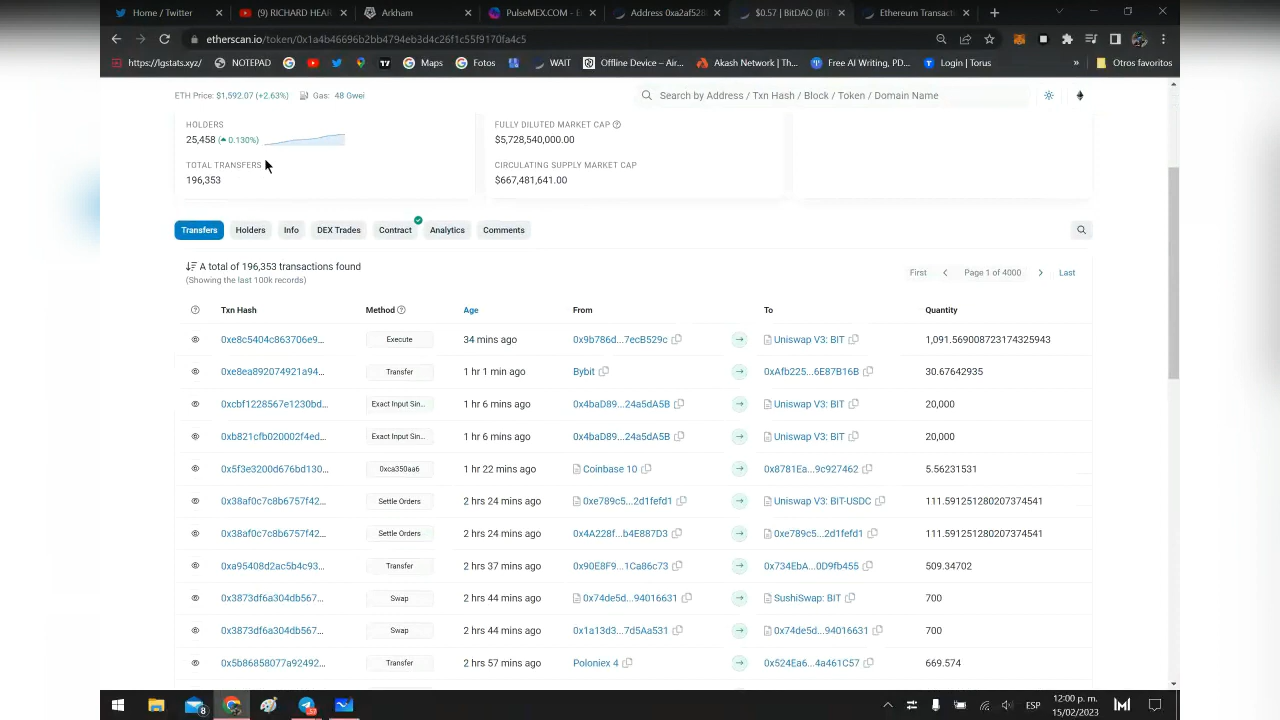 Home / Twitter
(9) RICHARD HEAR
Arkham
PulseMEX.COM - E
Address 0xa2af528
$0.57 | BitDAO (BIT
Ethereum Transact
etherscan.io/token/0x1a4b46696b2bb4794eb3d4c26f1c55f9170fa4c5
https://lgstats.xyz/
NOTEPAD
WAIT
Maps
Fotos
Offline Device – Air...
Akash Network | Th...
Free AI Writing, PD...
Login | Torus
»
Otros favoritos
ETH Price: $1,592.07 (+2.63%)
Gas: 48 Gwei
Search by Address / Txn Hash / Block / Token / Domain Name
HOLDERS
25,458 (0.130%)
TOTAL TRANSFERS
196,353
FULLY DILUTED MARKET CAP
$5,728,540,000.00
CIRCULATING SUPPLY MARKET CAP
$667,481,641.00
Transfers Holders Info DEX Trades Contract Analytics Comments
A total of 196,353 transactions found
(Showing the last 100k records)
First Page 1 of 4000 Last
Txn Hash Method Age From To Quantity
0xe8c5404c863706e9... Execute 34 mins ago 0x9b786d...7ecB529c Uniswap V3: BIT 1,091.569008723174325943
0xe8ea892074921a94... Transfer 1 hr 1 min ago Bybit 0xAfb225...6E87B16B 30.67642935
0xcbf1228567e1230bd... Exact Input Sin... 1 hr 6 mins ago 0x4baD89...24a5dA5B Uniswap V3: BIT 20,000
0xb821cfb020002f4ed... Exact Input Sin... 1 hr 6 mins ago 0x4baD89...24a5dA5B Uniswap V3: BIT 20,000
0x5f3e3200d676bd130... 0xca350aa6 1 hr 22 mins ago Coinbase 10 0x8781Ea...9c927462 5.56231531
0x38af0c7c8b6757f42... Settle Orders 2 hrs 24 mins ago 0xe789c5...2d1fefd1 Uniswap V3: BIT-USDC 111.591251280207374541
0x38af0c7c8b6757f42... Settle Orders 2 hrs 24 mins ago 0x4A228f...b4E887D3 0xe789c5...2d1fefd1 111.591251280207374541
0xa95408d2ac5b4c93... Transfer 2 hrs 37 mins ago 0x90E8F9...1Ca86c73 0x734EbA...0D9fb455 509.34702
0x3873df6a304db567... Swap 2 hrs 44 mins ago 0x74de5d...94016631 SushiSwap: BIT 700
0x3873df6a304db567... Swap 2 hrs 44 mins ago 0x1a13d3...7d5Aa531 0x74de5d...94016631 700
0x5b86858077a92492... Transfer 2 hrs 57 mins ago Poloniex 4 0x524Ea6...4a461C57 669.574
8
ESP
12:00 p. m.
15/02/2023